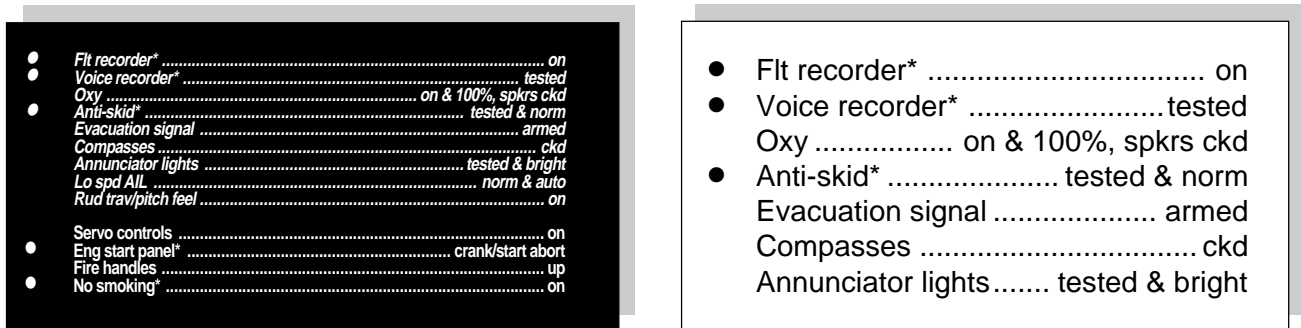 ● Flt recorder* .......................................................................................... on
● Voice recorder* ............................................................................... tested
Oxy ......................................................................... on & 100%, spkrs ckd
● Anti-skid* ........................................................................... tested & norm
Evacuation signal ........................................................................... armed
Compasses ......................................................................................... ckd
Annunciator lights ............................................................. tested & bright
Lo spd AIL ............................................................................ norm & auto
Rud trav/pitch feel ................................................................................. on
Servo controls ........................................................................................ on
● Eng start panel* .............................................................. crank/start abort
Fire handles .......................................................................................... up
● No smoking* ......................................................................................... on
● Flt recorder* ................................. on
● Voice recorder* .......................tested
Oxy ................. on & 100%, spkrs ckd
● Anti-skid* ..................... tested & norm
Evacuation signal .................... armed
Compasses .................................ckd
Annunciator lights....... tested & bright